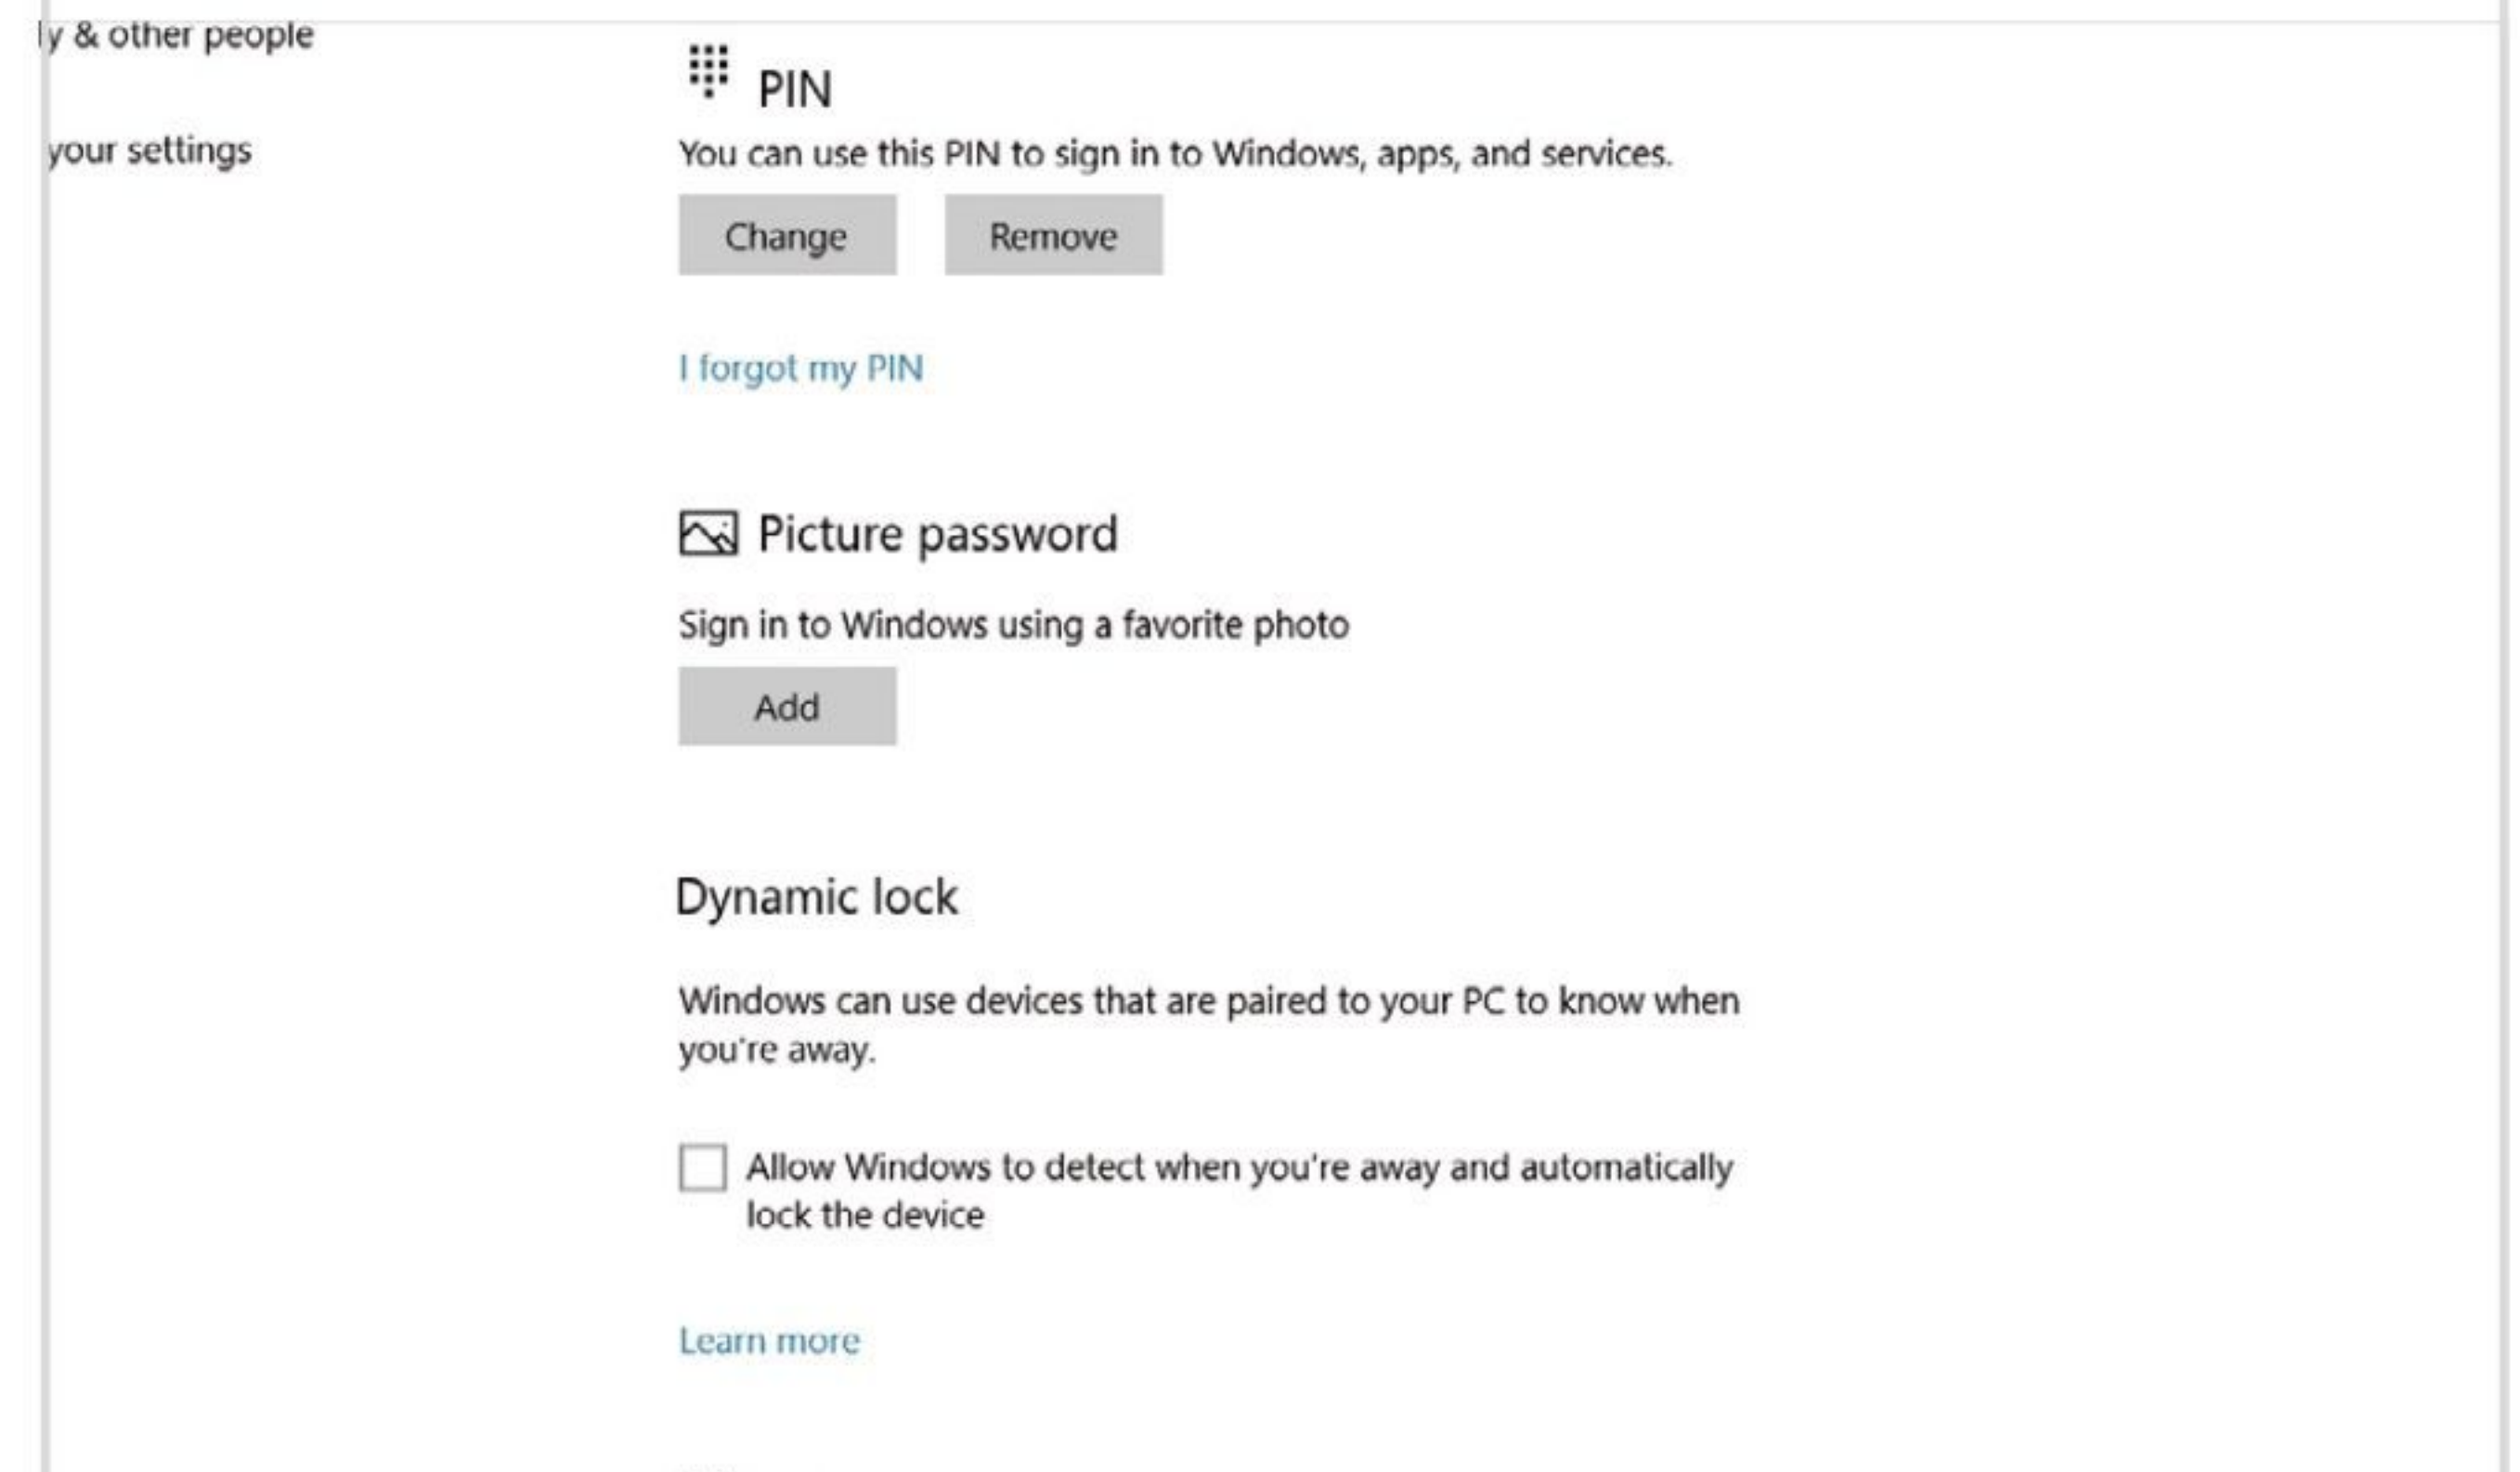 ly & other people
your settings
PIN
You can use this PIN to sign in to Windows, apps, and services.
Change Remove
I forgot my PIN
Picture password
Sign in to Windows using a favorite photo
Add
Dynamic lock
Windows can use devices that are paired to your PC to know when
you're away.
Allow Windows to detect when you're away and automatically
lock the device
Learn more